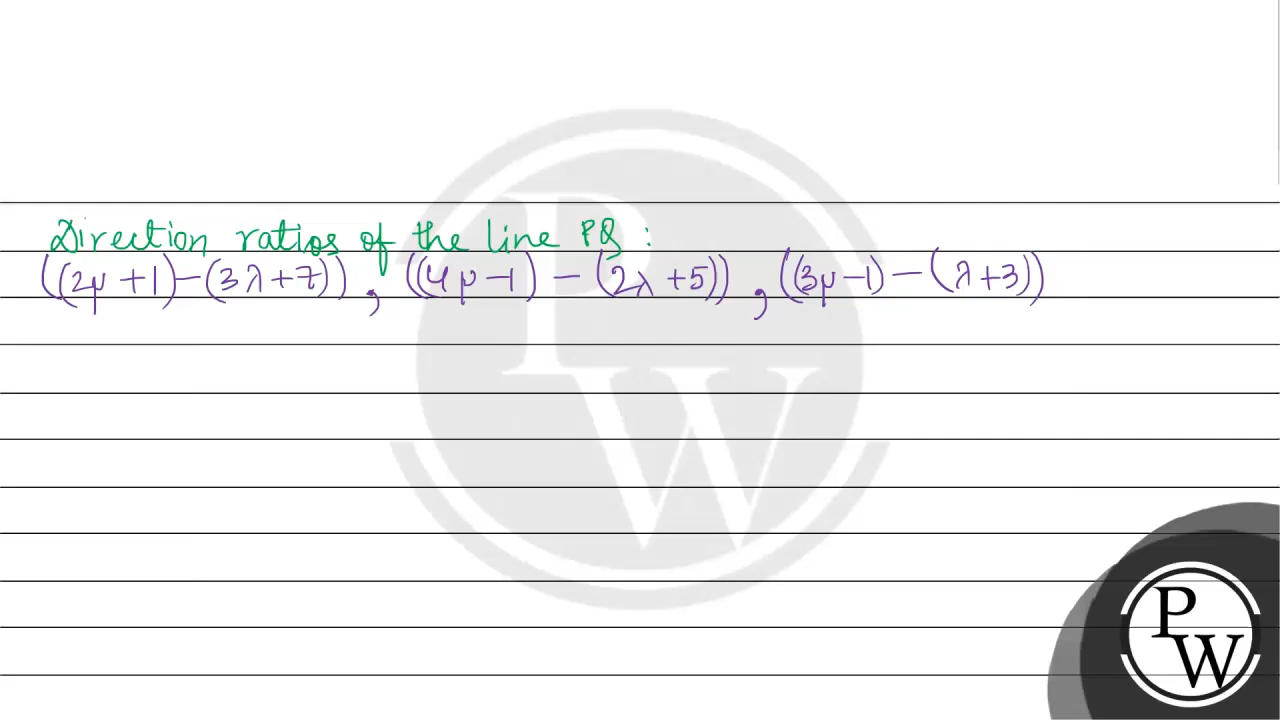 Direction ratios of the line PQ :
((2μ + 1) - (3λ + 7)) , ((4μ - 1) - (2λ + 5)) , ((3μ - 1) - (λ + 3))
P
W
P
W